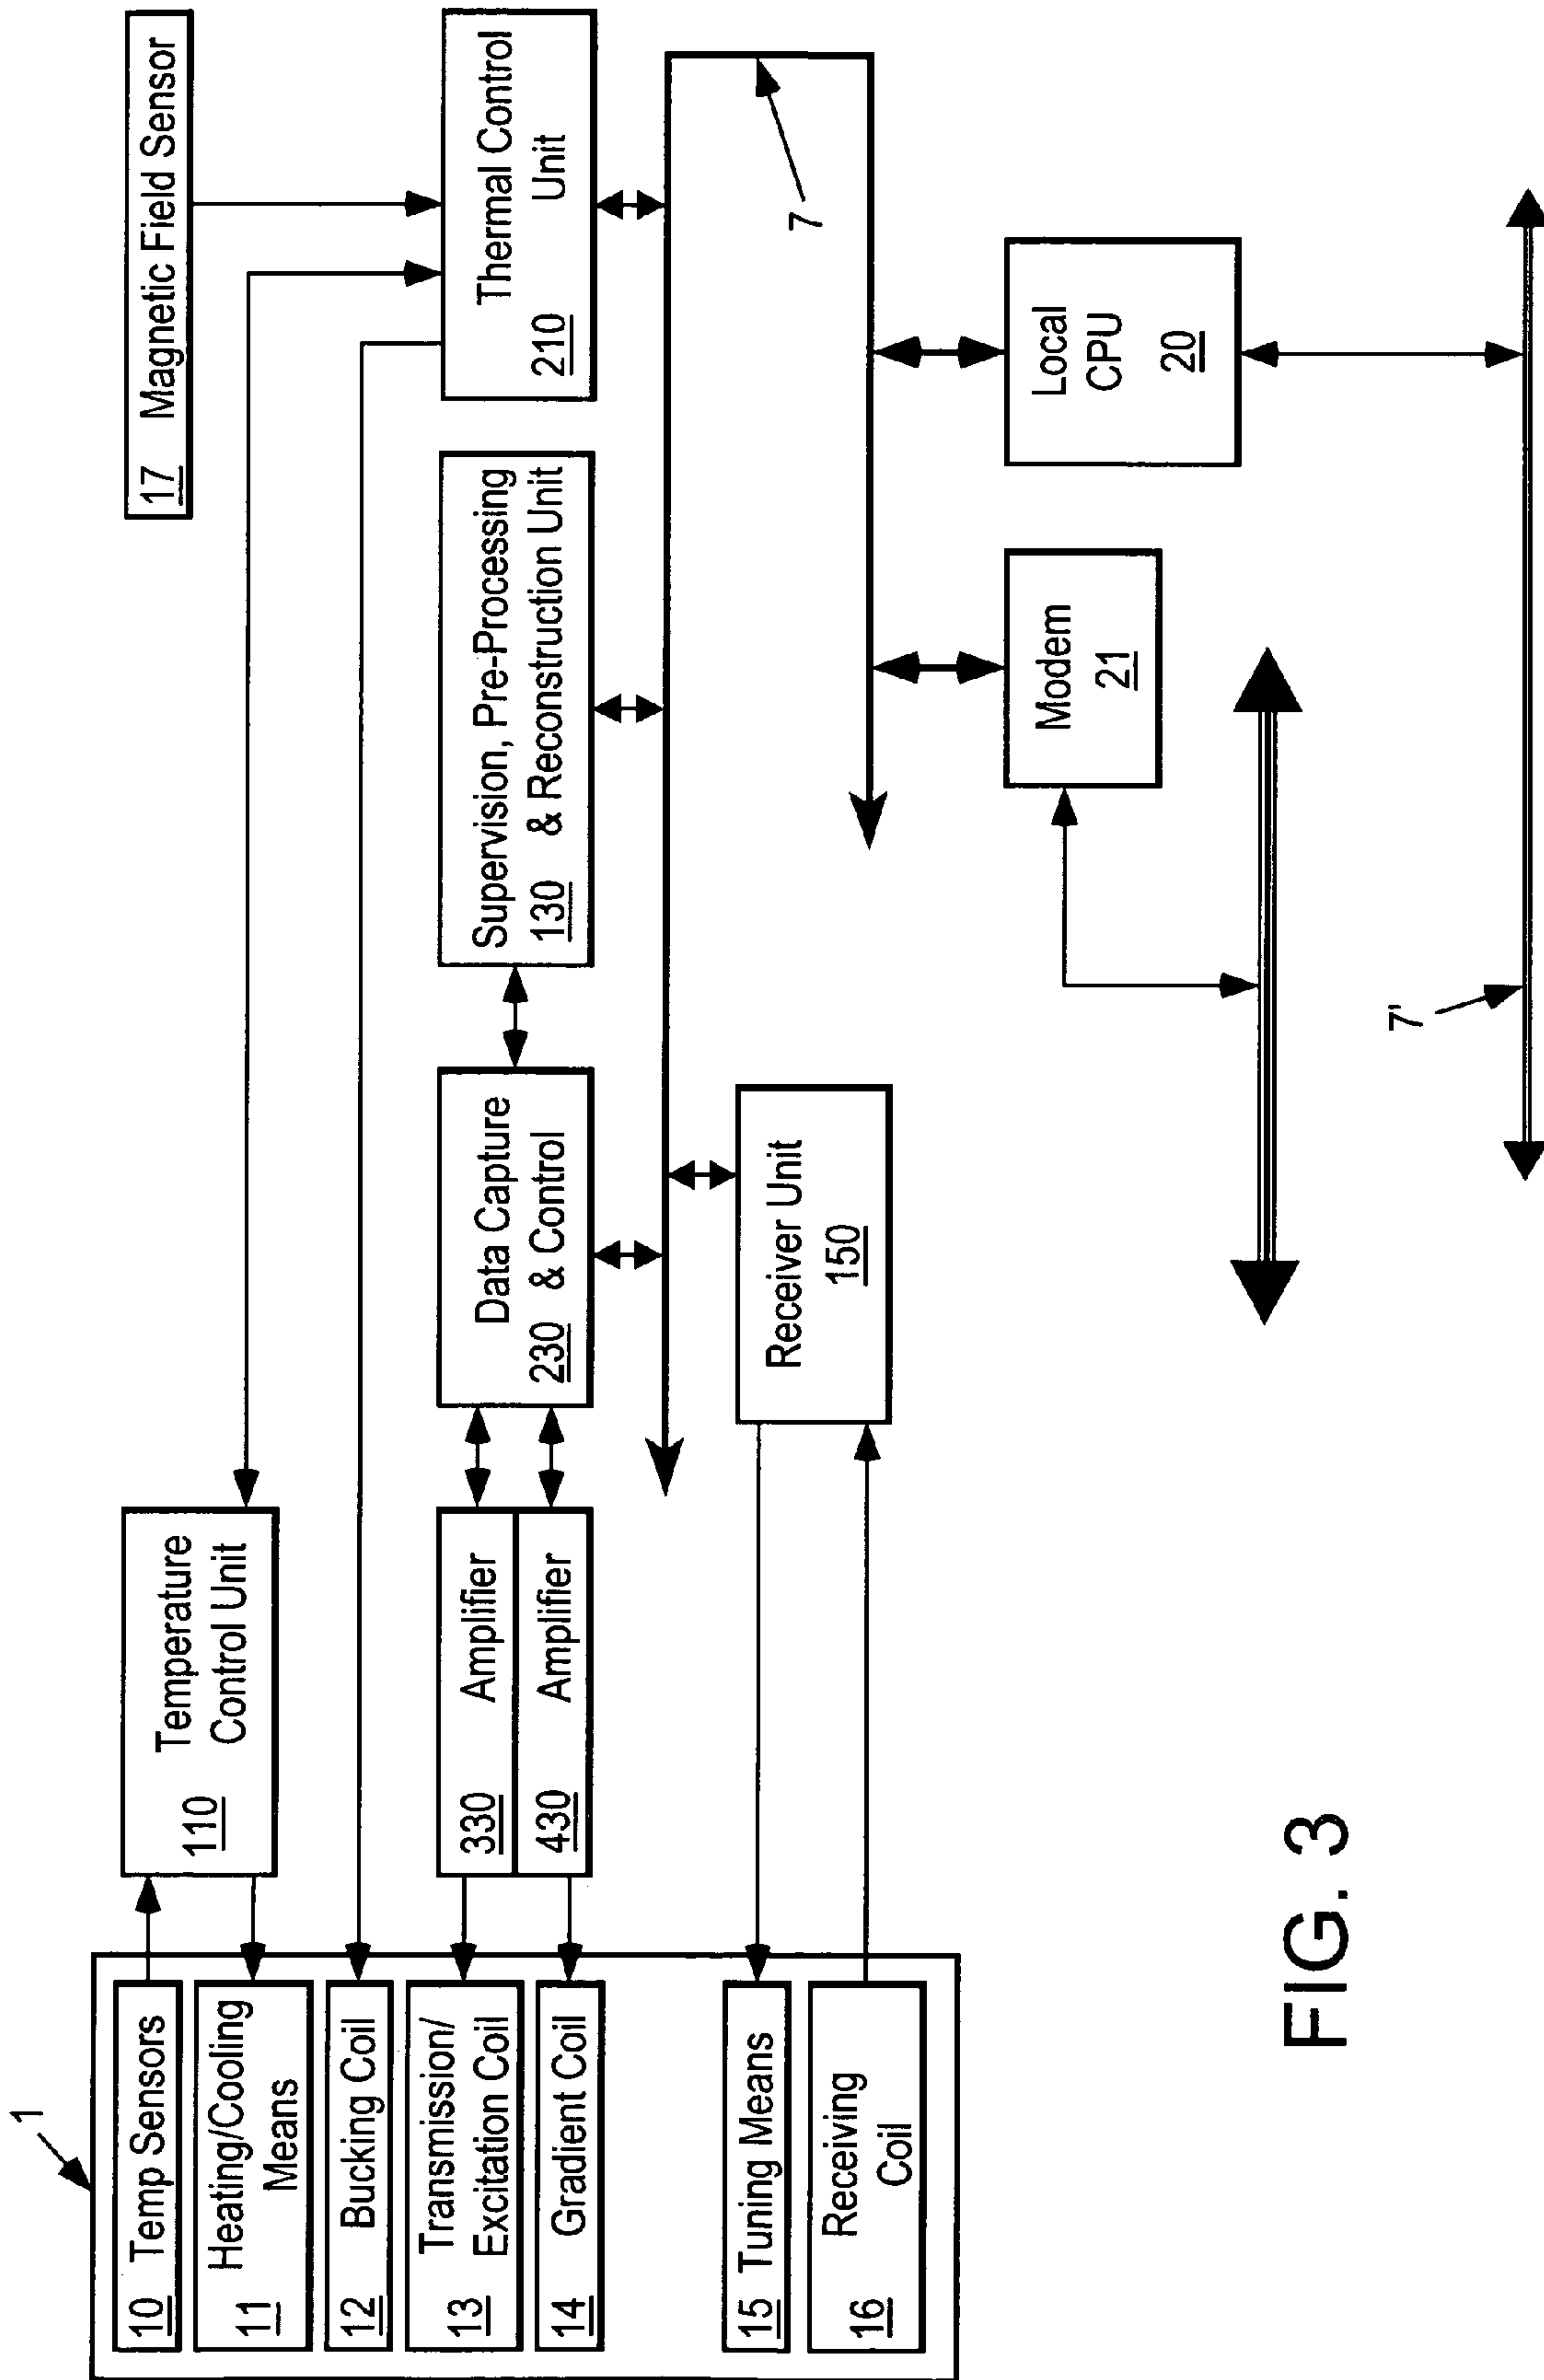 1
10 Temp Sensors
Heating/Cooling
11 Means
12 Bucking Coil
Transmission/
13 Excitation Coil
14 Gradient Coil
15 Tuning Means
Receiving
16 Coil
Temperature
110 Control Unit
330 Amplifier
430 Amplifier
Data Capture
230 & Control
Receiver Unit
150
Supervision, Pre-Processing
130 & Reconstruction Unit
17 Magnetic Field Sensor
Thermal Control
210 Unit
7
Modem
21
Local
CPU
20
7'
FIG. 3